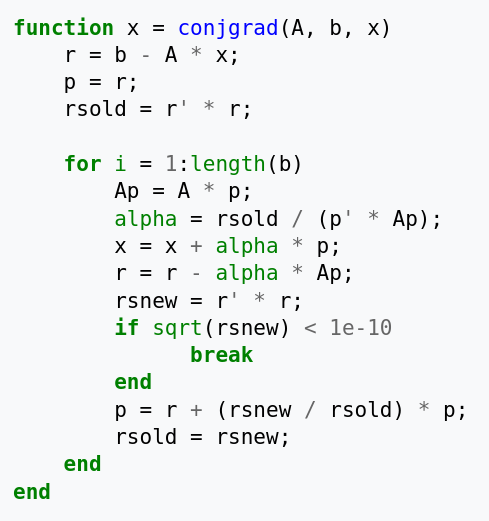 function x = conjgrad(A, b, x)
    r = b - A * x;
    p = r;
    rsold = r' * r;

    for i = 1:length(b)
        Ap = A * p;
        alpha = rsold / (p' * Ap);
        x = x + alpha * p;
        r = r - alpha * Ap;
        rsnew = r' * r;
        if sqrt(rsnew) < 1e-10
              break
        end
        p = r + (rsnew / rsold) * p;
        rsold = rsnew;
    end
end